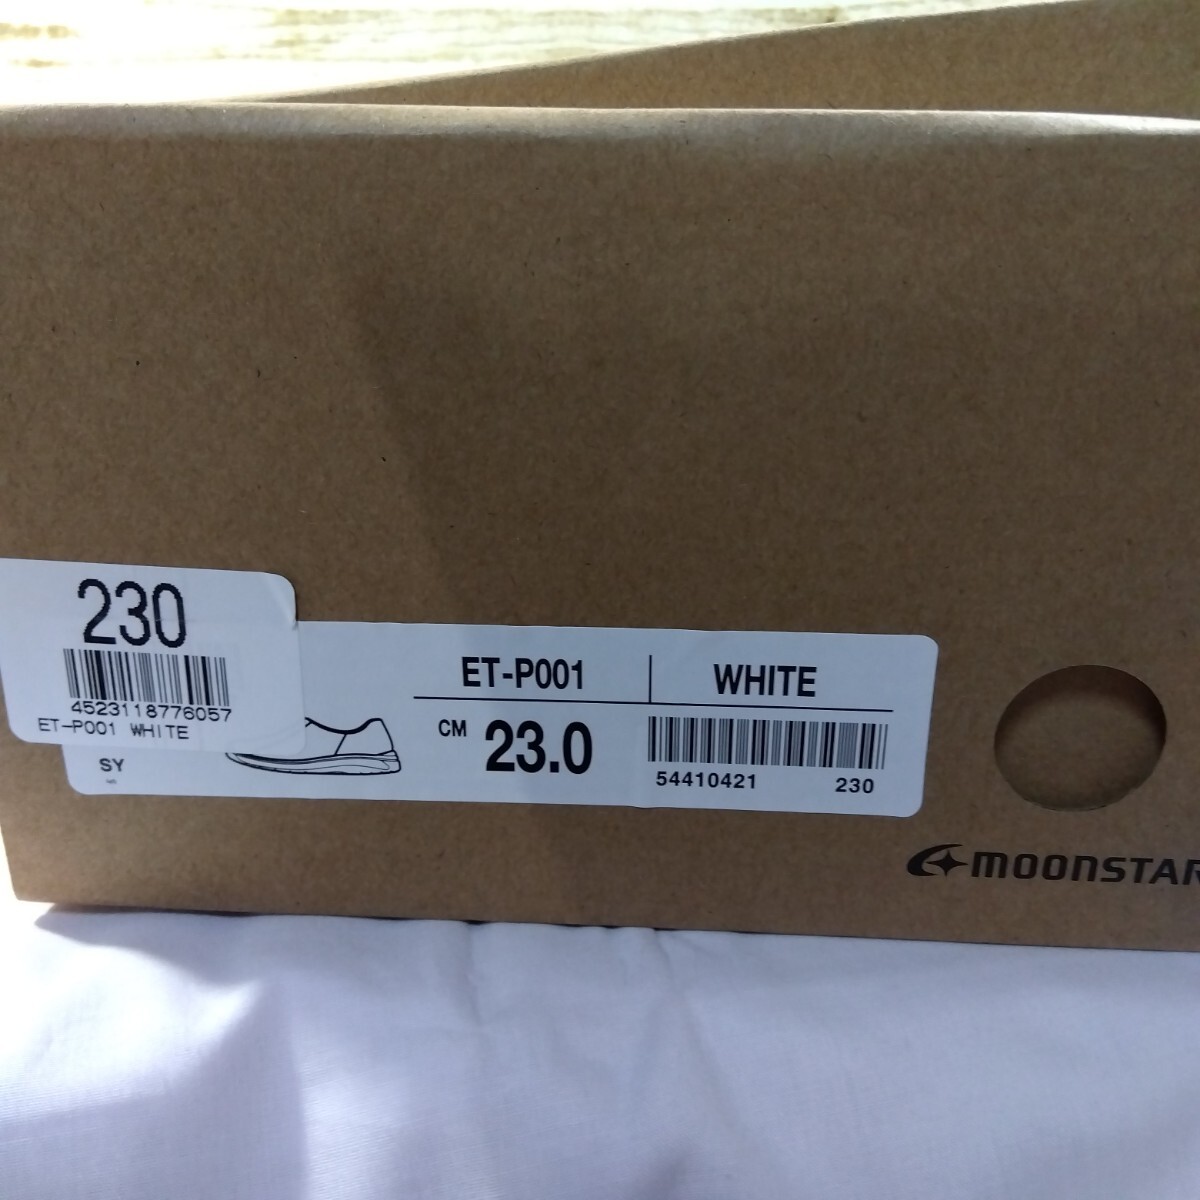 230
4523118776057
ET-P001 WHITE
SY
ET-P001 WHITE
CM 23.0
54410421 230
MOONSTAR